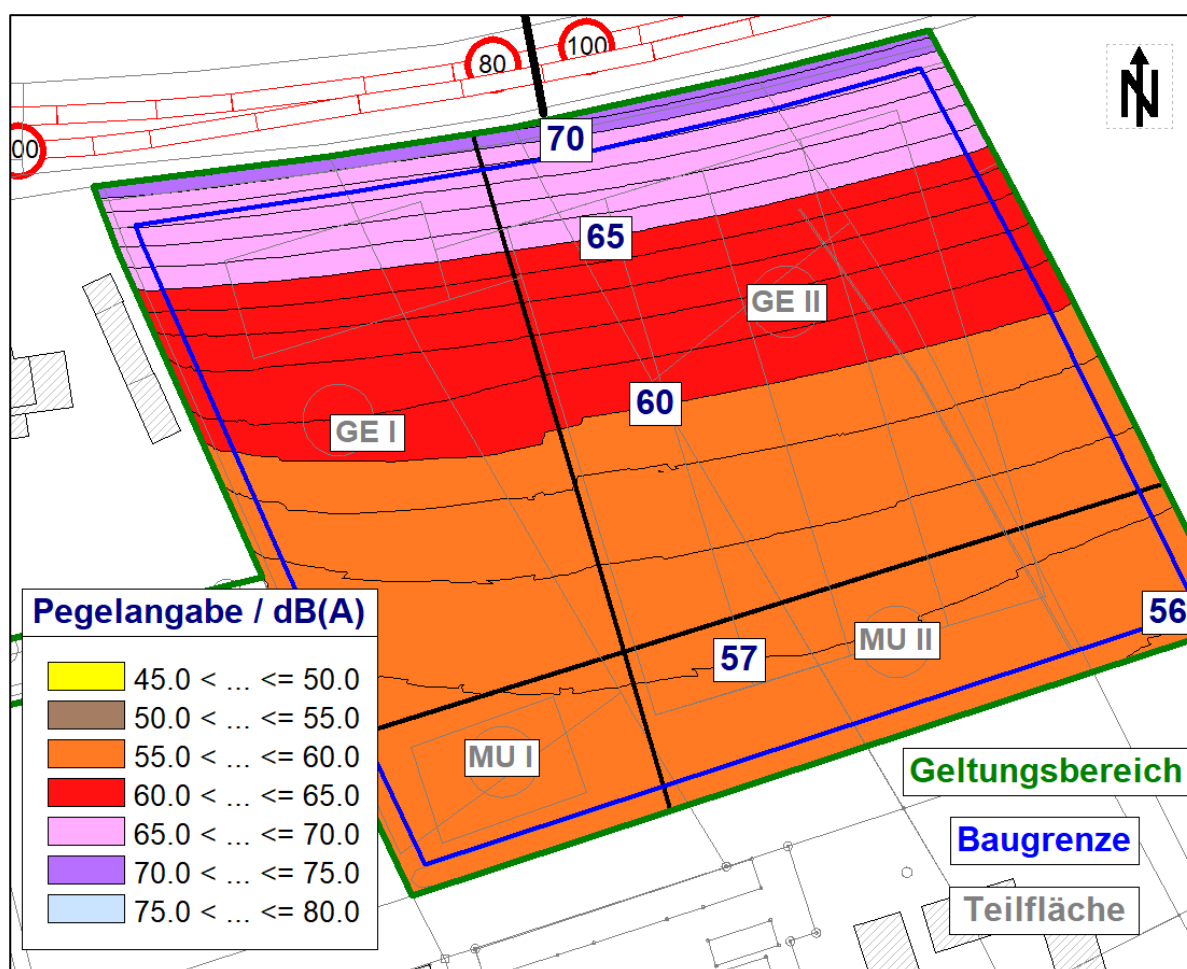 80
100
00
N
70
65
GE II
60
GE I
56
57
MU II
MU I
Pegelangabe / dB(A)
45.0 < ... <= 50.0
50.0 < ... <= 55.0
55.0 < ... <= 60.0
60.0 < ... <= 65.0
65.0 < ... <= 70.0
70.0 < ... <= 75.0
75.0 < ... <= 80.0
Geltungsbereich
Baugrenze
Teilfläche